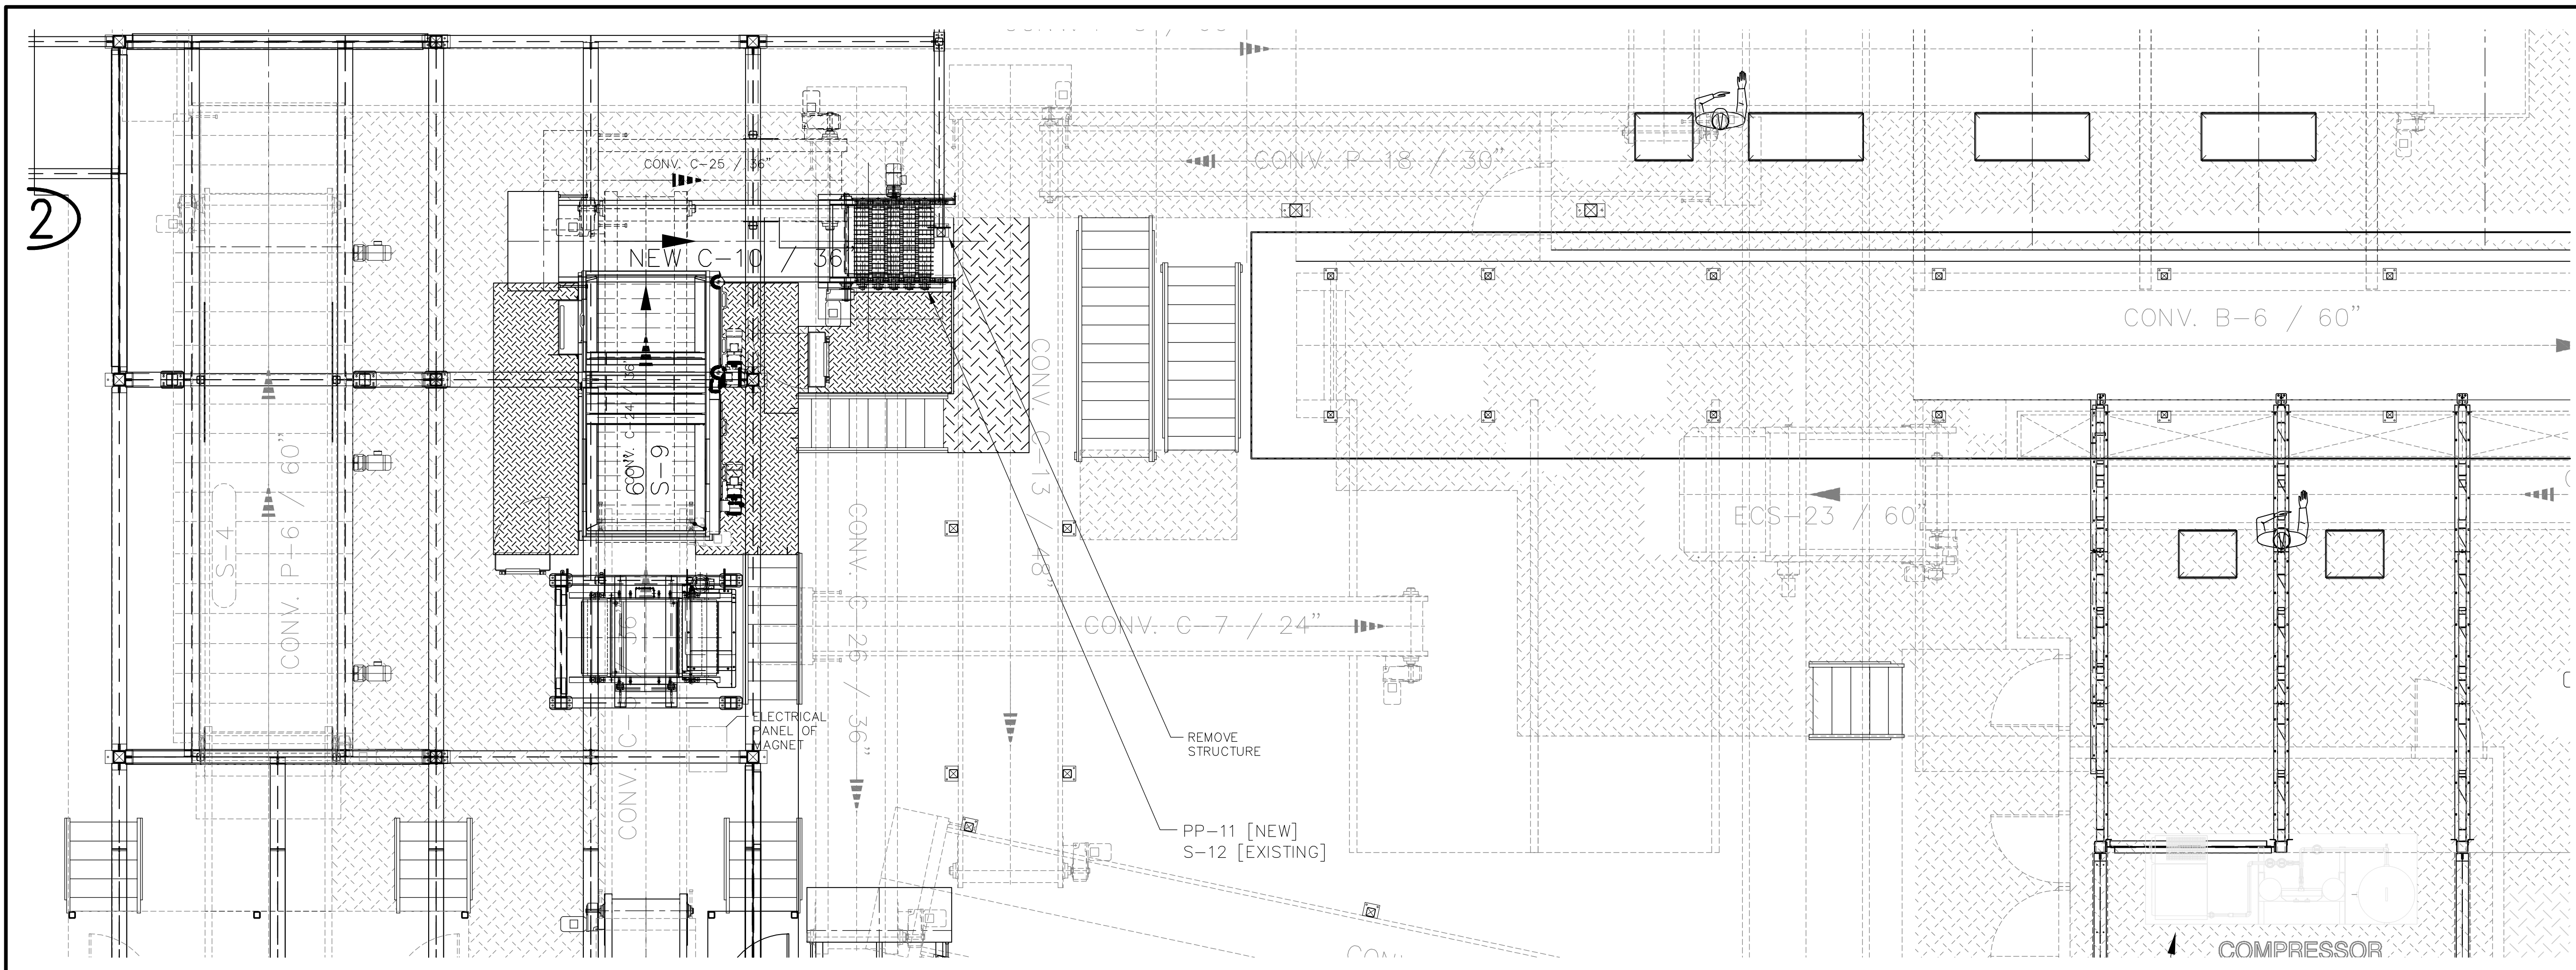 CONV. C-25 / 36"
CONV. P-18 / 30"
2
NEW C-10 / 36"
CONV. B-6 / 60"
CONV. C-24 / 36"
60"
S-9
CONV. C-13 / 48"
S-4
CONV. P-6 / 60"
ECS-23 / 60"
CONV. C-26 / 36"
CONV. C-7 / 24"
ELECTRICAL
PANEL OF
MAGNET
REMOVE
STRUCTURE
PP-11 [NEW]
S-12 [EXISTING]
COMPRESSOR